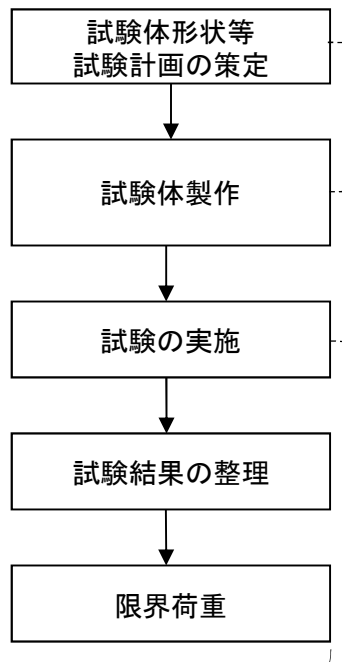 試験体形状等
試験計画の策定
試験体製作
試験の実施
試験結果の整理
限界荷重